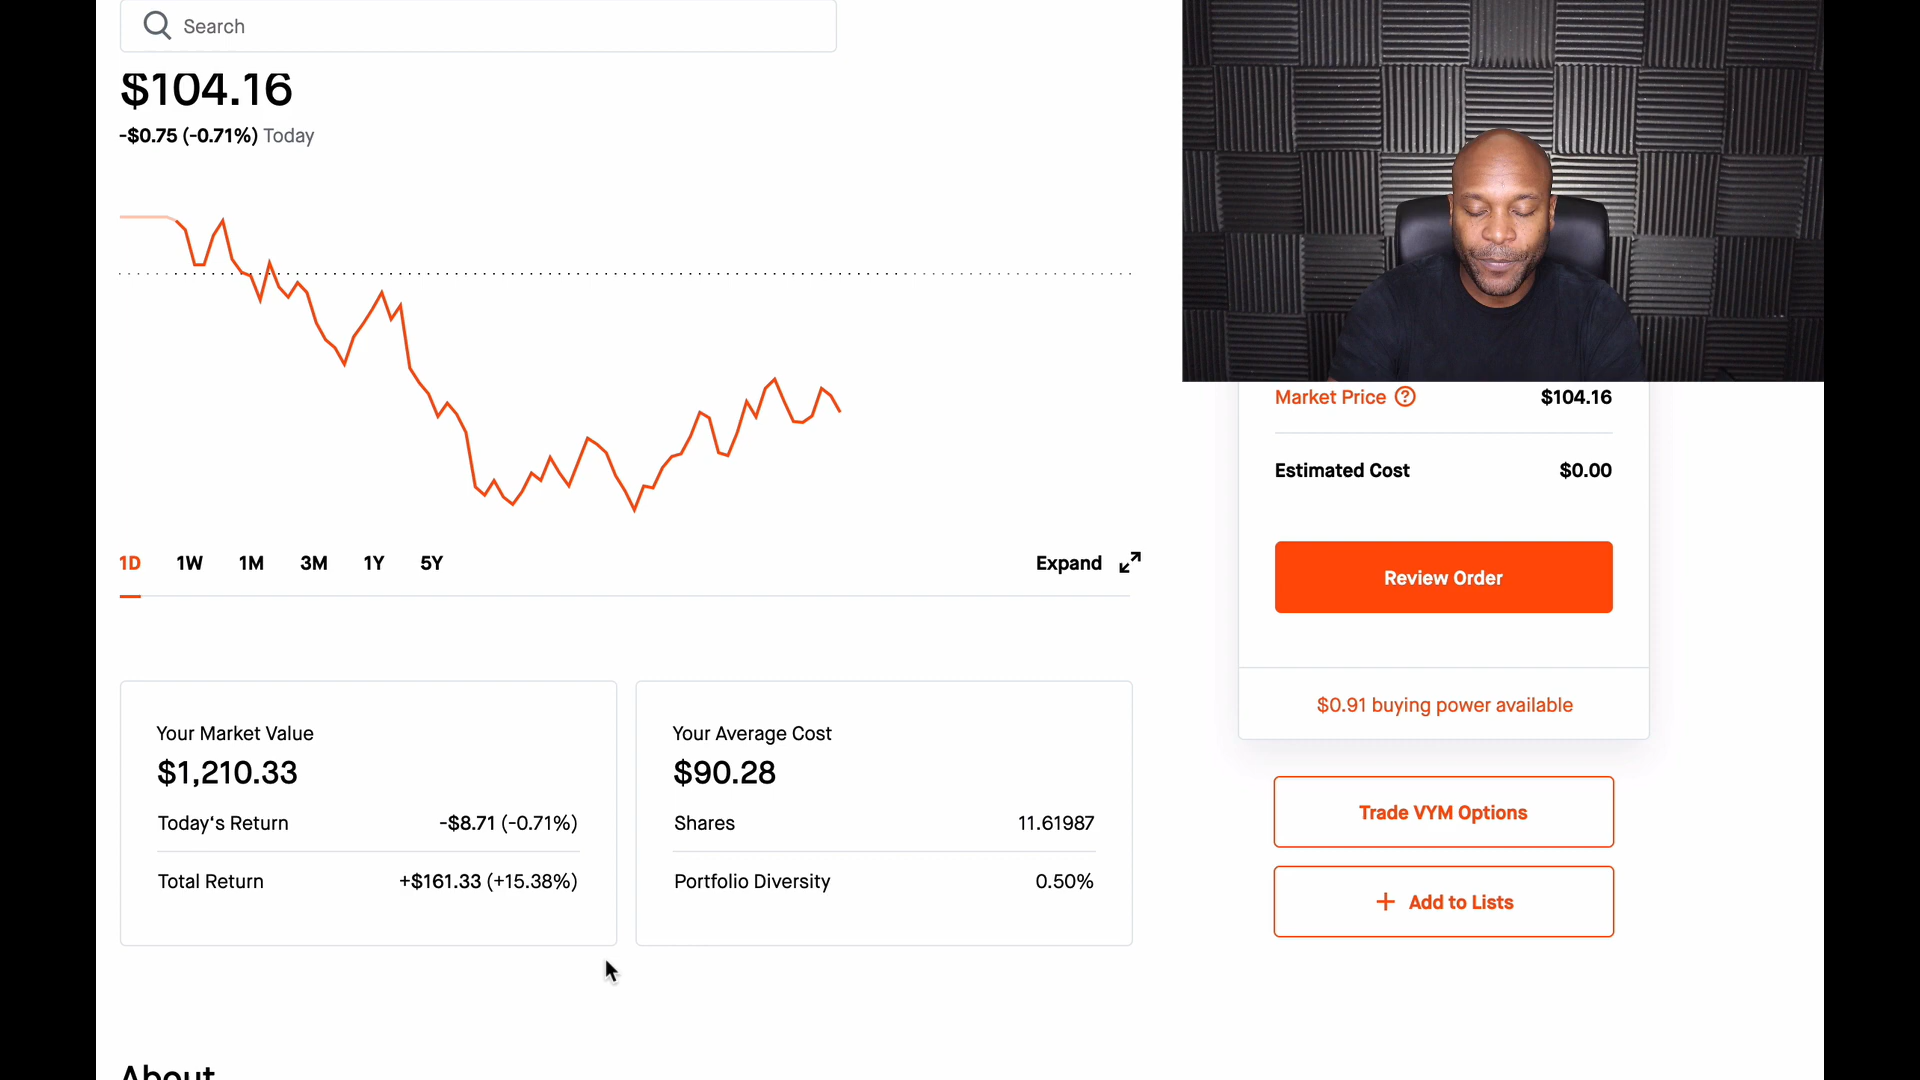 Search
$104.16
-$0.75 (-0.71%) Today
1D 1W 1M 3M 1Y 5Y
Expand
Your Market Value
$1,210.33
Today's Return -$8.71 (-0.71%)
Total Return +$161.33 (+15.38%)
Your Average Cost
$90.28
Shares 11.61987
Portfolio Diversity 0.50%
Market Price ? $104.16
Estimated Cost $0.00
Review Order
$0.91 buying power available
Trade VYM Options
+ Add to Lists
About